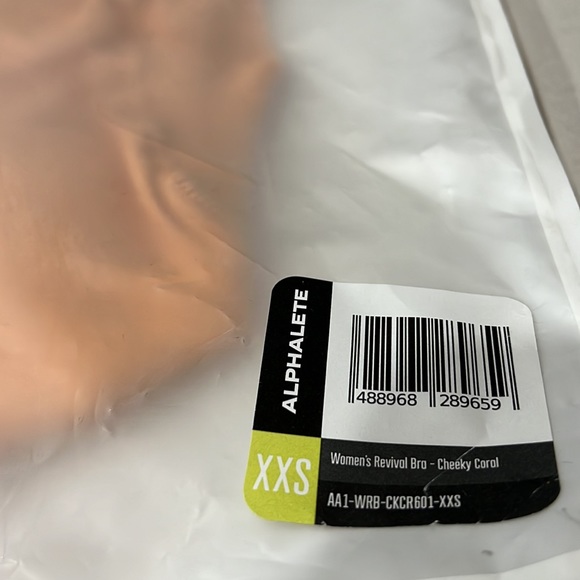 ALPHALETE
488968 289659
XXS
Women's Revival Bra - Cheeky Coral
AA1-WRB-CKCR601-XXS